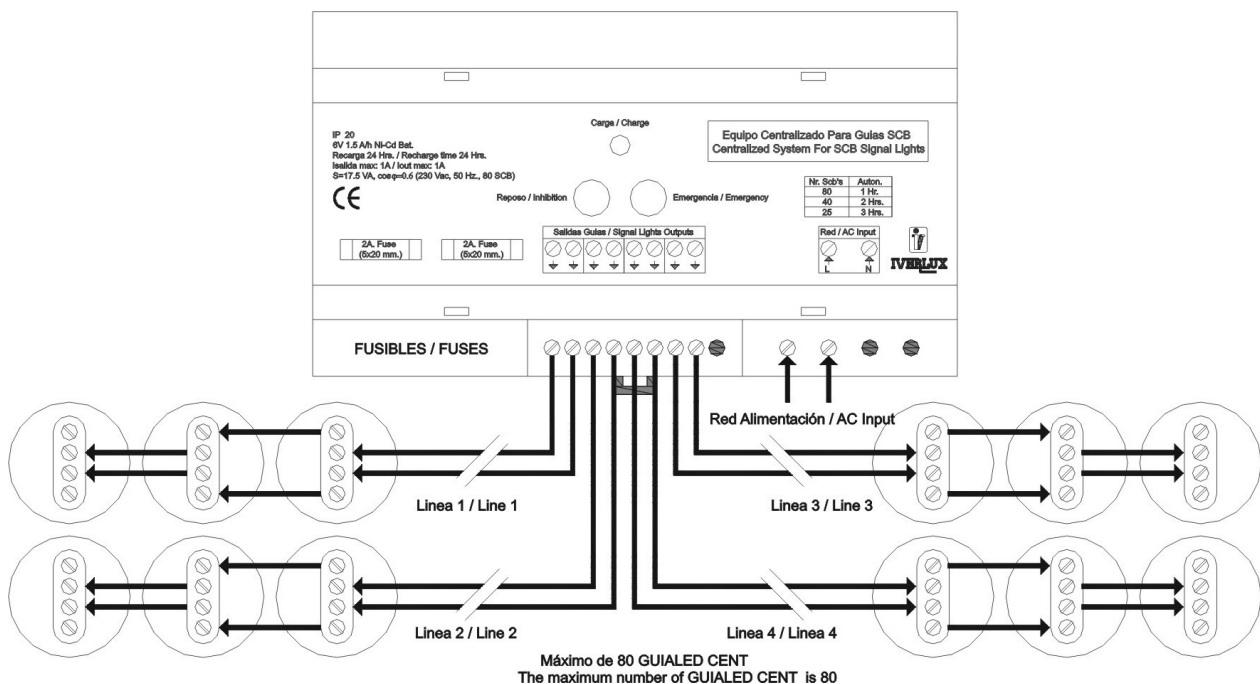 Carga / Charge
IP 20
6V 1.5 A/h Ni-Cd Bat.
Recarga 24 Hrs. / Recharge time 24 Hrs.
Isalida max: 1A / Iout max: 1A
S=17.5 VA, cosφ=0.6 (230 Vac, 50 Hz., 80 SCB)
CE
Equipo Centralizado Para Guias SCB
Centralized System For SCB Signal Lights
Reposo / Inhibition
Emergencia / Emergency
Nr. Scb's Auton.
80 1 Hr.
40 2 Hrs.
25 3 Hrs.
2A. Fuse
(5x20 mm.)
2A. Fuse
(5x20 mm.)
Salidas Guias / Signal Lights Outputs
Red / AC Input
L N
IVERLUX
FUSIBLES / FUSES
Red Alimentación / AC Input
Linea 1 / Line 1
Linea 3 / Line 3
Linea 2 / Line 2
Linea 4 / Linea 4
Máximo de 80 GUIALED CENT
The maximum number of GUIALED CENT is 80